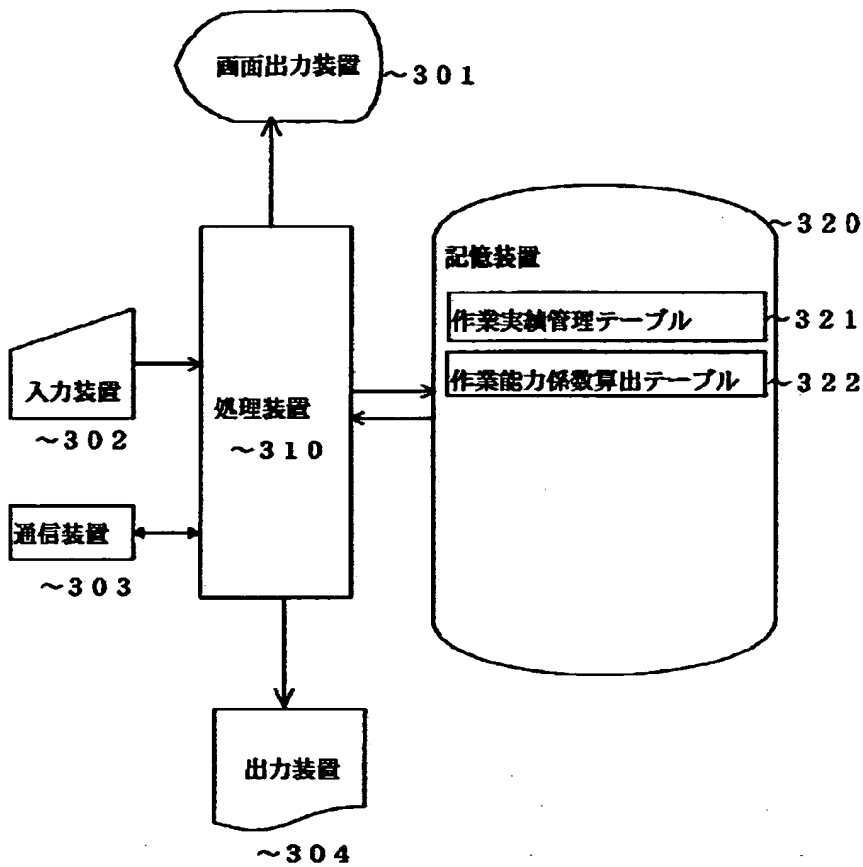 画面出力装置
～３０１
～３２０
記憶装置
作業実績管理テーブル
～３２１
作業能力係数算出テーブル
～３２２
入力装置
～３０２
処理装置
～３１０
通信装置
～３０３
出力装置
～３０４